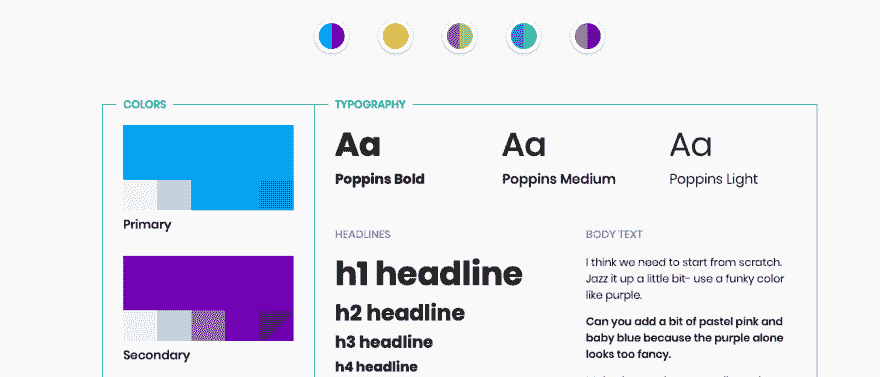 COLORS
TYPOGRAPHY
Aa
Aa
Aa
Poppins Bold
Poppins Medium
Poppins Light
Primary
Secondary
HEADLINES
h1 headline
h2 headline
h3 headline
h4 headline
BODY TEXT
I think we need to start from scratch.
Jazz it up a little bit- use a funky color
like purple.
Can you add a bit of pastel pink and
baby blue because the purple alone
looks too fancy.